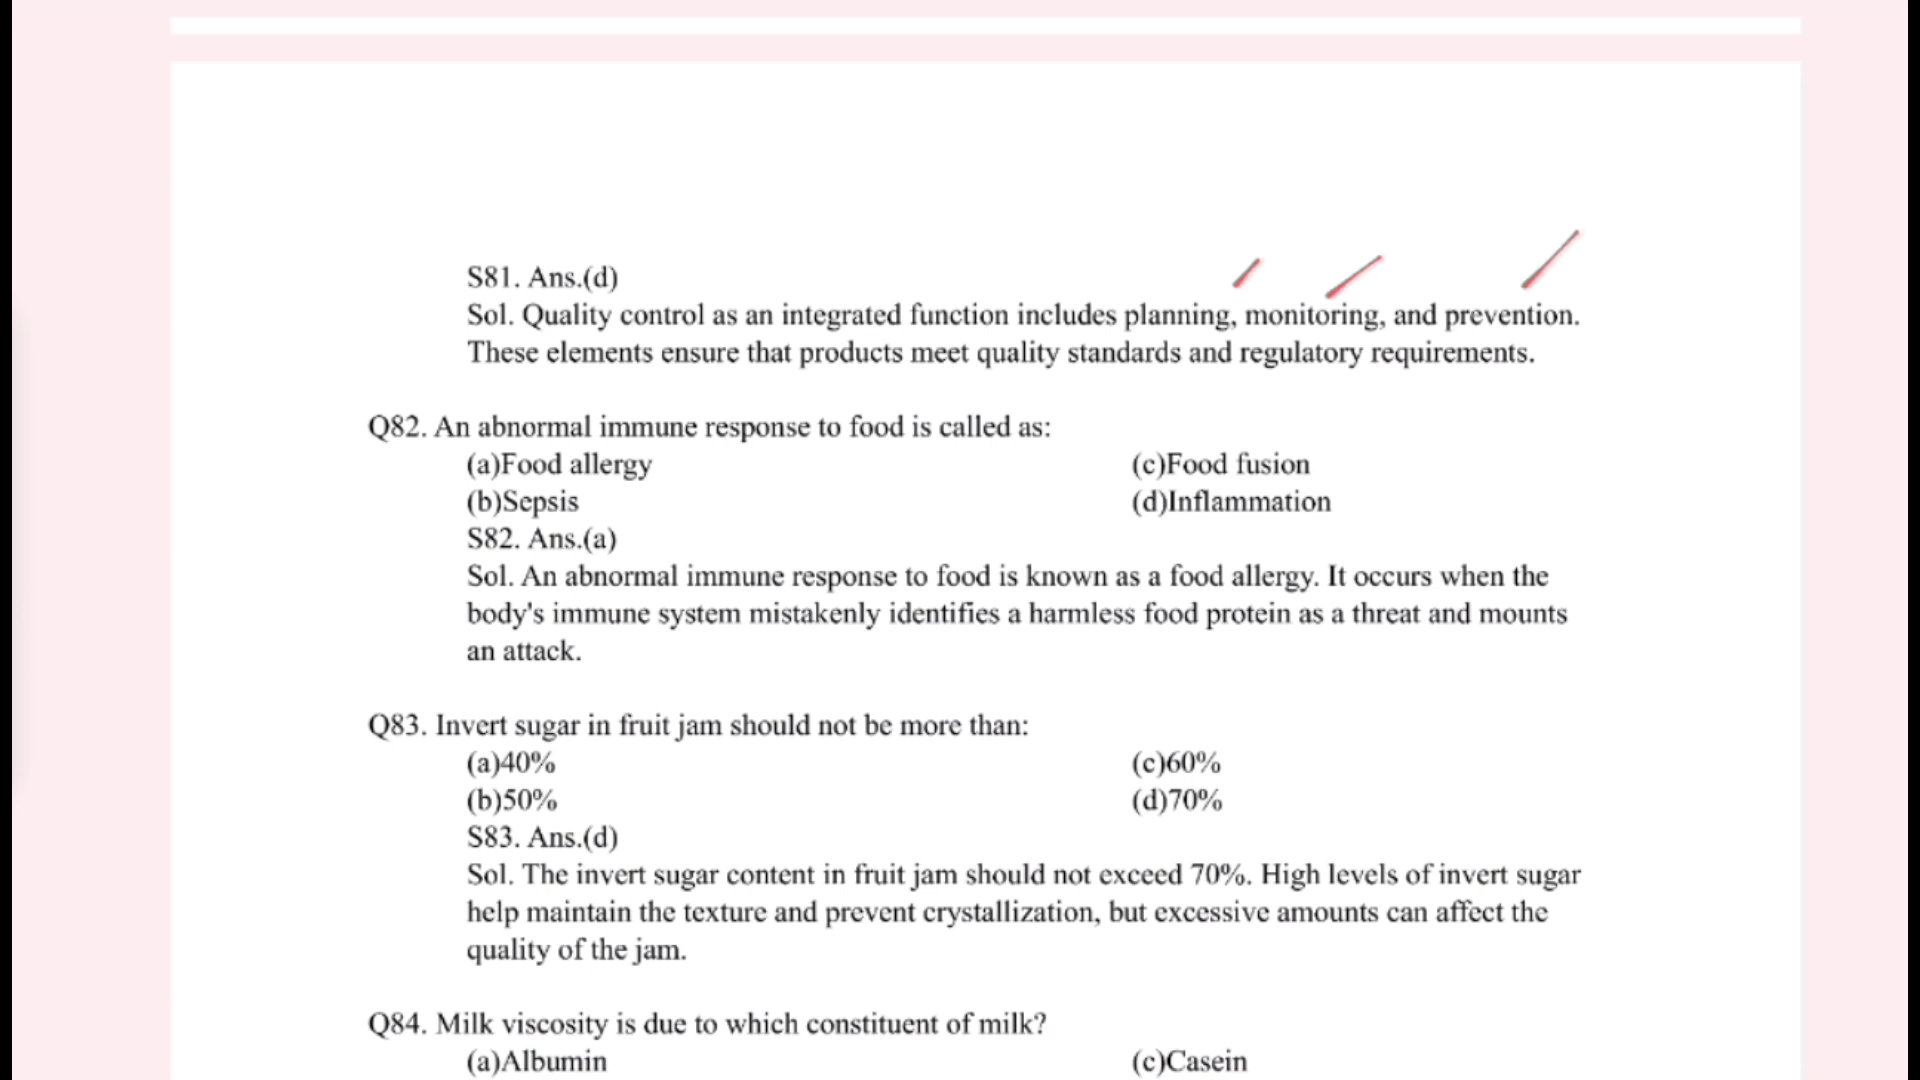 S81. Ans.(d)
Sol. Quality control as an integrated function includes planning, monitoring, and prevention.
These elements ensure that products meet quality standards and regulatory requirements.
Q82. An abnormal immune response to food is called as:
(a)Food allergy (c)Food fusion
(b)Sepsis (d)Inflammation
S82. Ans.(a)
Sol. An abnormal immune response to food is known as a food allergy. It occurs when the
body's immune system mistakenly identifies a harmless food protein as a threat and mounts
an attack.
Q83. Invert sugar in fruit jam should not be more than:
(a)40% (c)60%
(b)50% (d)70%
S83. Ans.(d)
Sol. The invert sugar content in fruit jam should not exceed 70%. High levels of invert sugar
help maintain the texture and prevent crystallization, but excessive amounts can affect the
quality of the jam.
Q84. Milk viscosity is due to which constituent of milk?
(a)Albumin (c)Casein